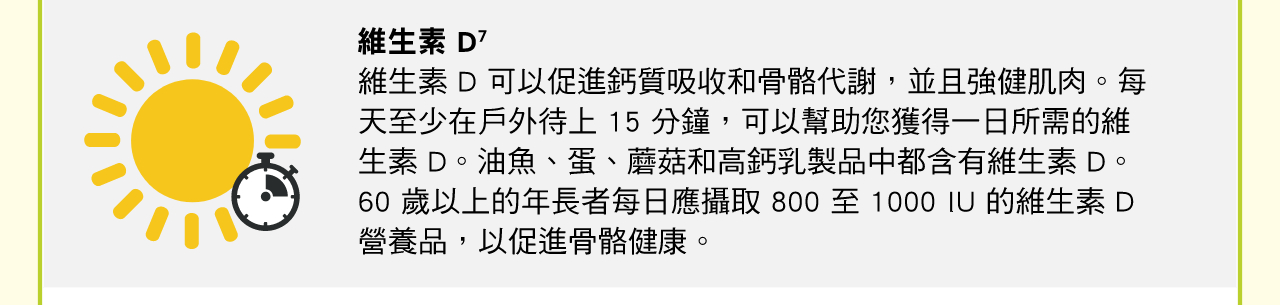 維生素 D⁷
維生素 D 可以促進鈣質吸收和骨骼代謝，並且強健肌肉。每
天至少在戶外待上 15 分鐘，可以幫助您獲得一日所需的維
生素 D。油魚、蛋、蘑菇和高鈣乳製品中都含有維生素 D。
60 歲以上的年長者每日應攝取 800 至 1000 IU 的維生素 D
營養品，以促進骨骼健康。